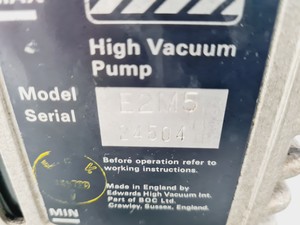 High Vacuum
Pump
Model E2M5
Serial
Before operation refer to
working instructions.
Made in England by
Edwards High Vacuum Int.
Part of BOC Ltd.
Crawley, Sussex, England.
MIN